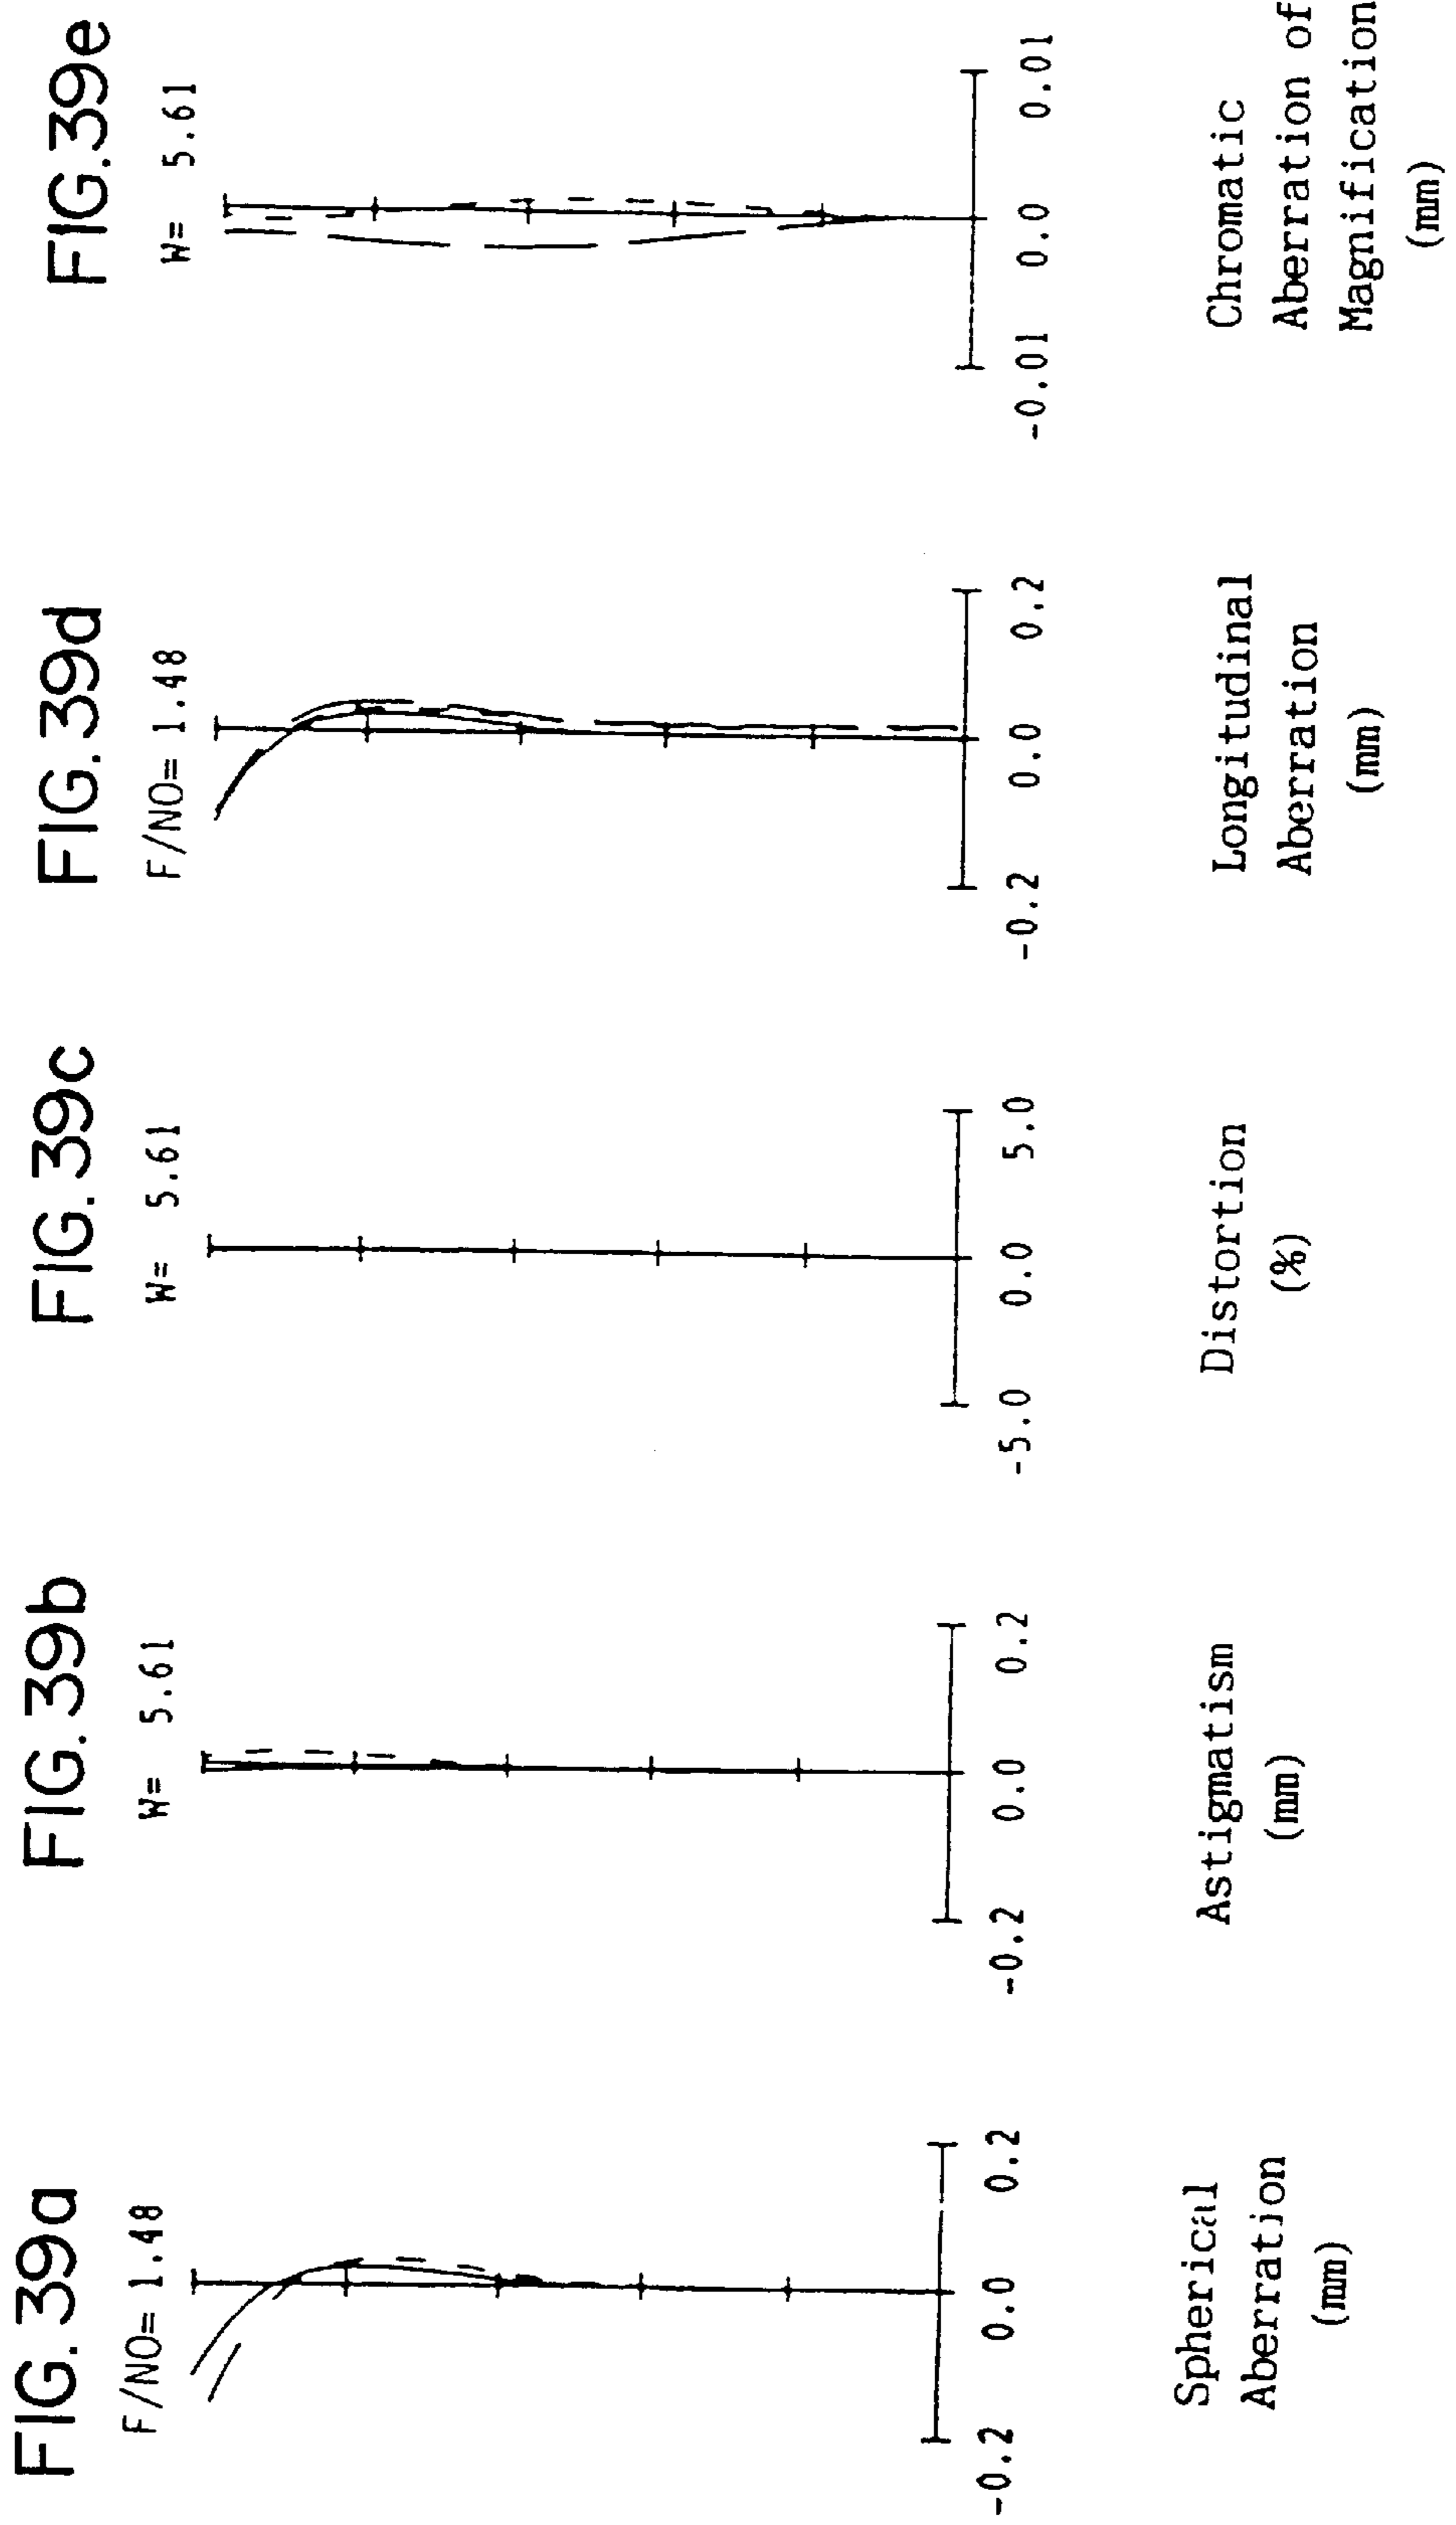 FIG.39a
F/NO= 1.48
-0.2 0.0 0.2
Spherical
Aberration
(mm)
FIG.39b
W= 5.61
-0.2 0.0 0.2
Astigmatism
(mm)
FIG.39c
W= 5.61
-5.0 0.0 5.0
Distortion
(%)
FIG.39d
F/NO= 1.48
-0.2 0.0 0.2
Longitudinal
Aberration
(mm)
FIG.39e
W= 5.61
-0.01 0.0 0.01
Chromatic
Aberration of
Magnification
(mm)